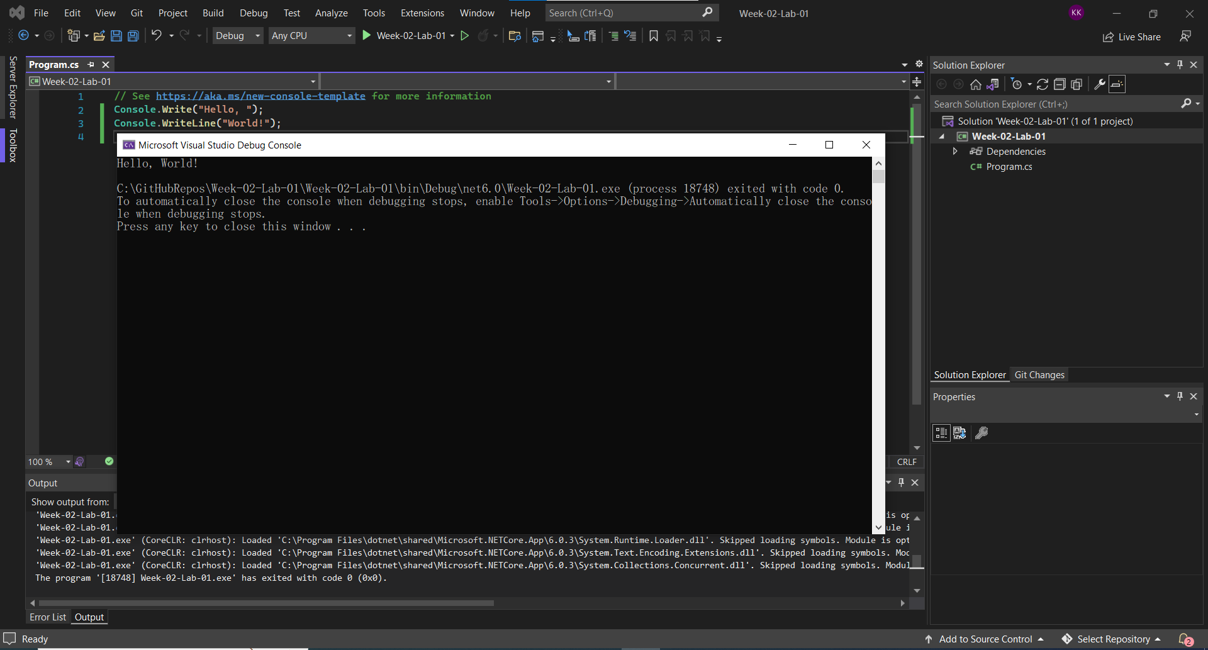 File Edit View Git Project Build Debug Test Analyze Tools Extensions Window Help Search (Ctrl+Q) Week-02-Lab-01 KK
Debug Any CPU Week-02-Lab-01 Live Share
Server Explorer
Toolbox
Program.cs
Week-02-Lab-01
1 // See https://aka.ms/new-console-template for more information
2 Console.Write("Hello, ");
3 Console.WriteLine("World!");
4
Microsoft Visual Studio Debug Console
Hello, World!
C:\GitHubRepos\Week-02-Lab-01\Week-02-Lab-01\bin\Debug\net6.0\Week-02-Lab-01.exe (process 18748) exited with code 0.
To automatically close the console when debugging stops, enable Tools->Options->Debugging->Automatically close the conso
le when debugging stops.
Press any key to close this window . . .
100 %
CRLF
Output
Show output from:
'Week-02-Lab-01. is op
'Week-02-Lab-01. ule i
'Week-02-Lab-01.exe' (CoreCLR: clrhost): Loaded 'C:\Program Files\dotnet\shared\Microsoft.NETCore.App\6.0.3\System.Runtime.Loader.dll'. Skipped loading symbols. Module is opt
'Week-02-Lab-01.exe' (CoreCLR: clrhost): Loaded 'C:\Program Files\dotnet\shared\Microsoft.NETCore.App\6.0.3\System.Text.Encoding.Extensions.dll'. Skipped loading symbols. Moc
'Week-02-Lab-01.exe' (CoreCLR: clrhost): Loaded 'C:\Program Files\dotnet\shared\Microsoft.NETCore.App\6.0.3\System.Collections.Concurrent.dll'. Skipped loading symbols. Modul
The program '[18748] Week-02-Lab-01.exe' has exited with code 0 (0x0).
Error List Output
Solution Explorer
Search Solution Explorer (Ctrl+;)
Solution 'Week-02-Lab-01' (1 of 1 project)
Week-02-Lab-01
Dependencies
C# Program.cs
Solution Explorer Git Changes
Properties
Ready Add to Source Control Select Repository 2